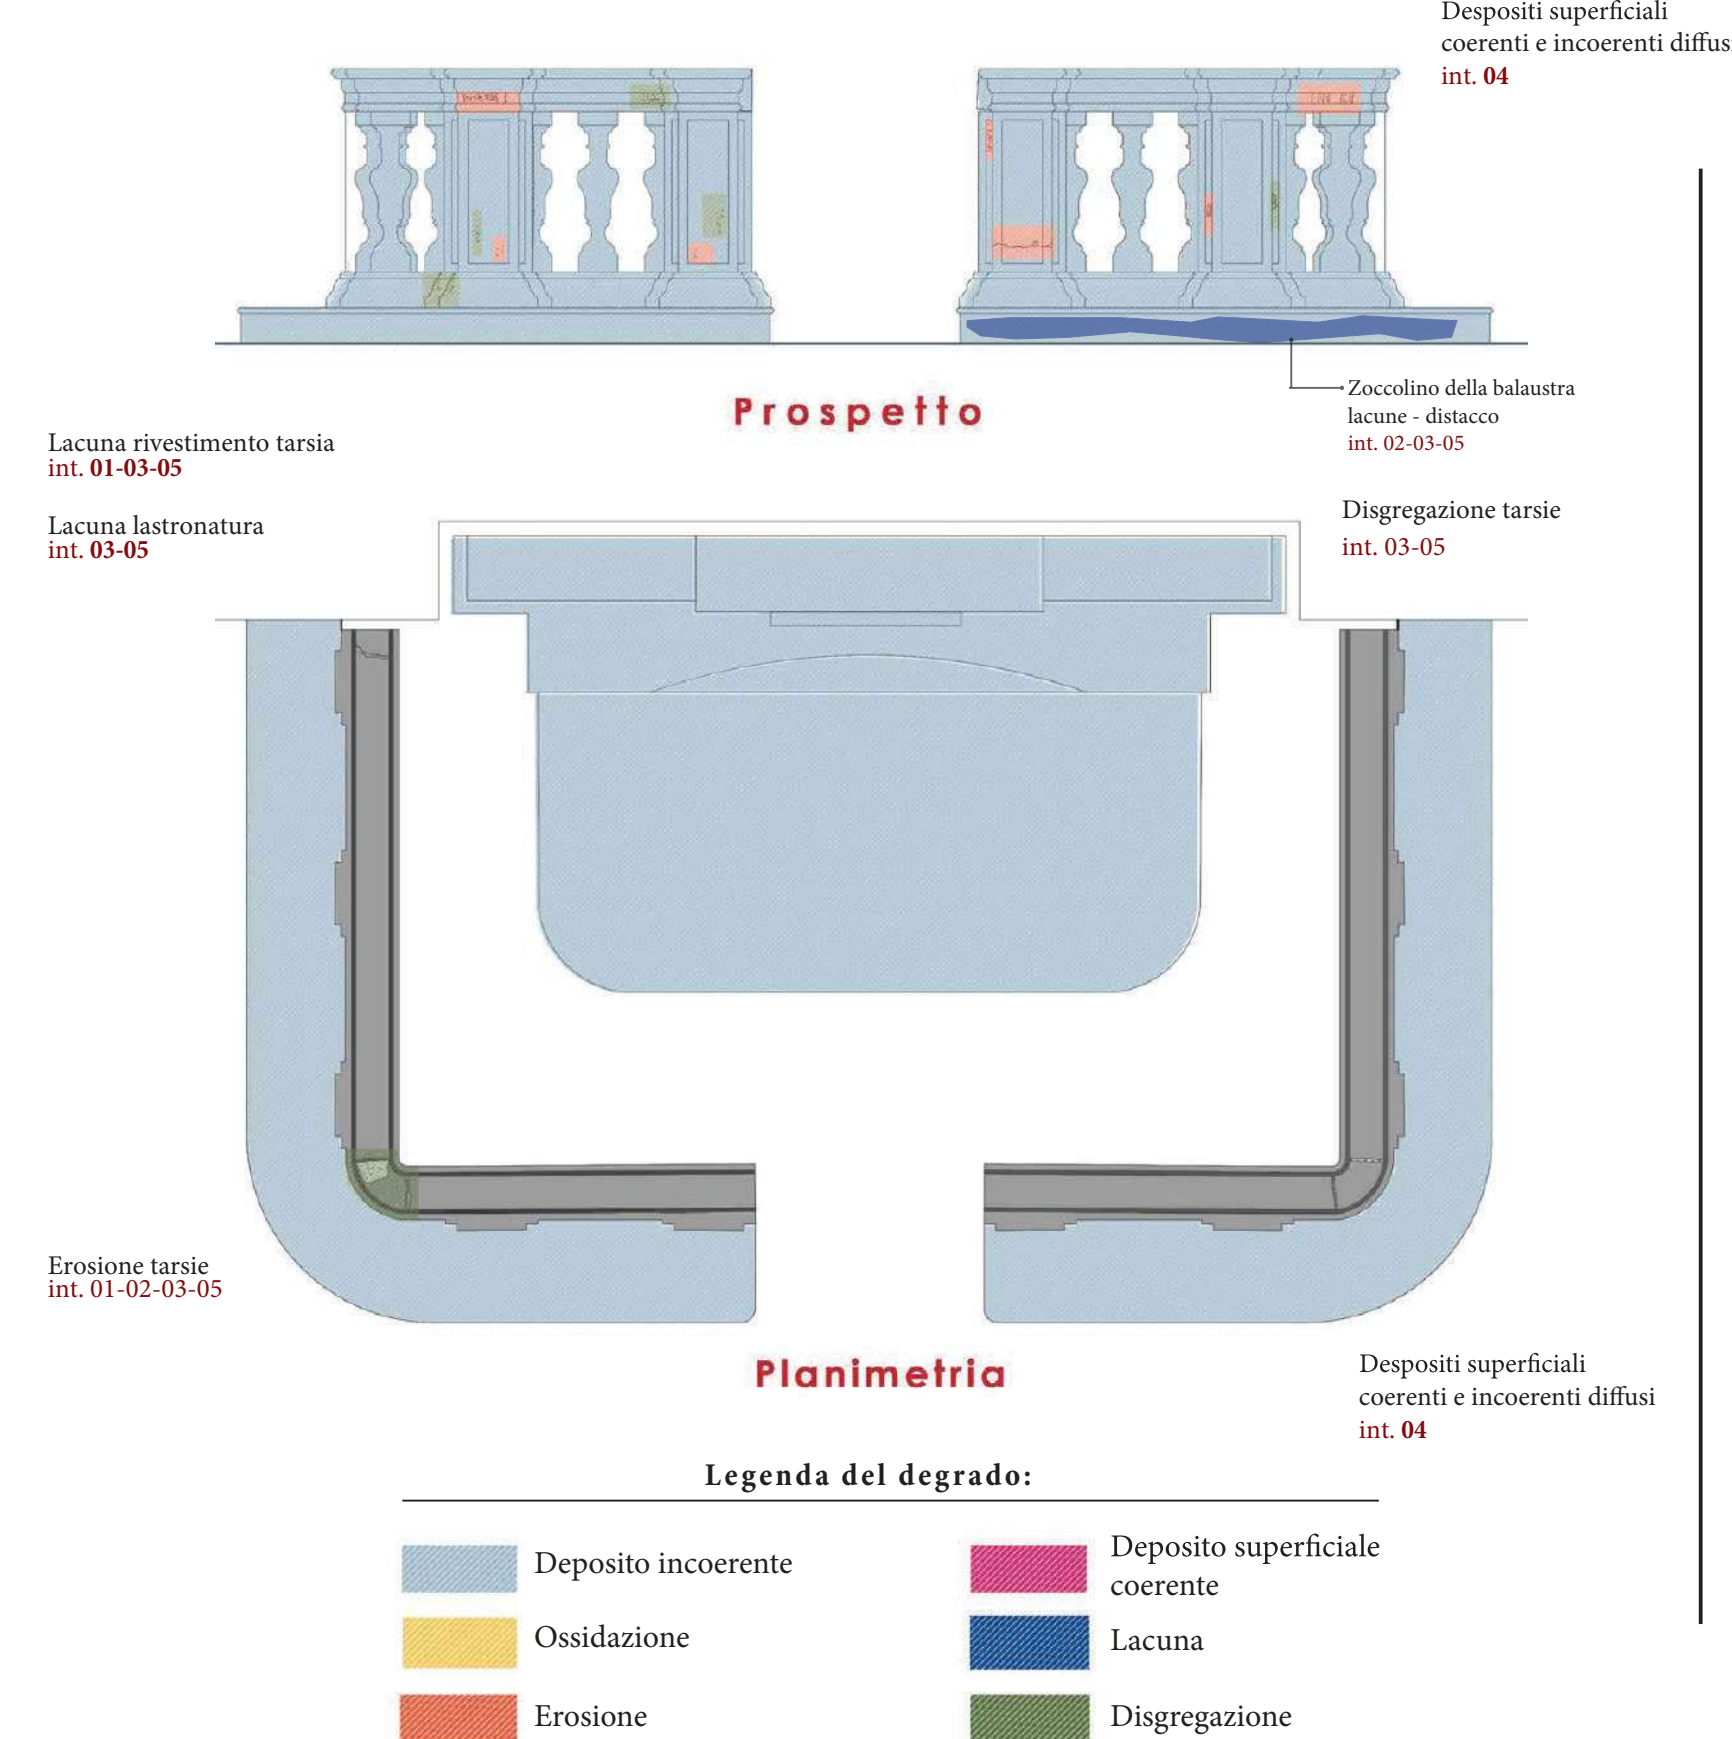 Despositi superficiali
coerenti e incoerenti diffusi
int. 04
Prospetto
Zoccolino della balaustra
lacune - distacco
int. 02-03-05
Lacuna rivestimento tarsia
int. 01-03-05
Lacuna lastronatura
int. 03-05
Disgregazione tarsie
int. 03-05
Erosione tarsie
int. 01-02-03-05
Planimetria
Despositi superficiali
coerenti e incoerenti diffusi
int. 04
Legenda del degrado:
Deposito incoerente
Deposito superficiale
coerente
Ossidazione
Lacuna
Erosione
Disgregazione